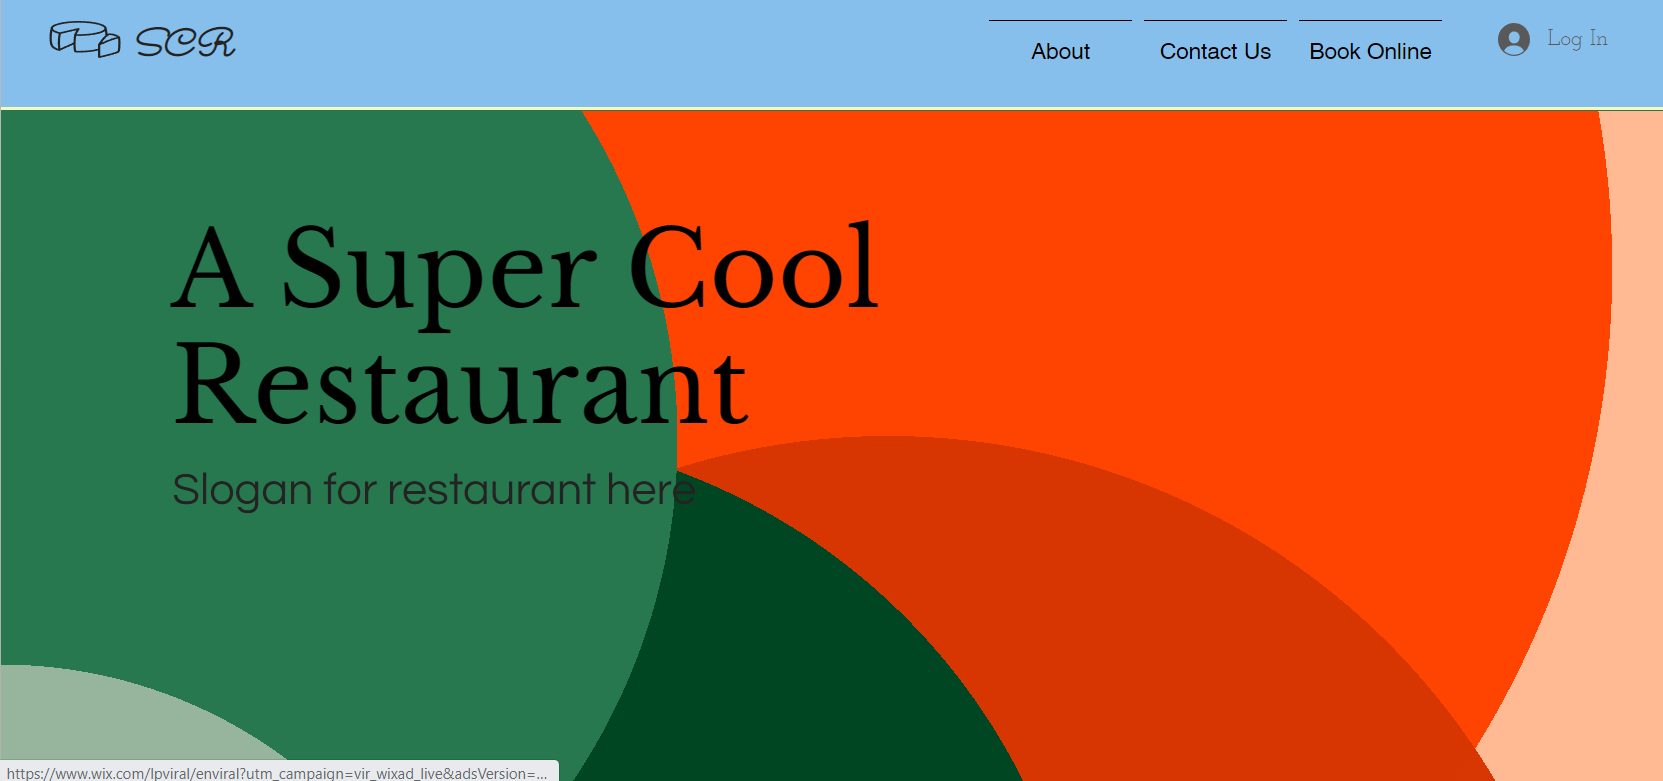 SCR
About
Contact Us
Book Online
Log In
A Super Cool
Restaurant
Slogan for restaurant here
https://www.wix.com/lpviral/enviral?utm_campaign=vir_wixad_live&adsVersion=...